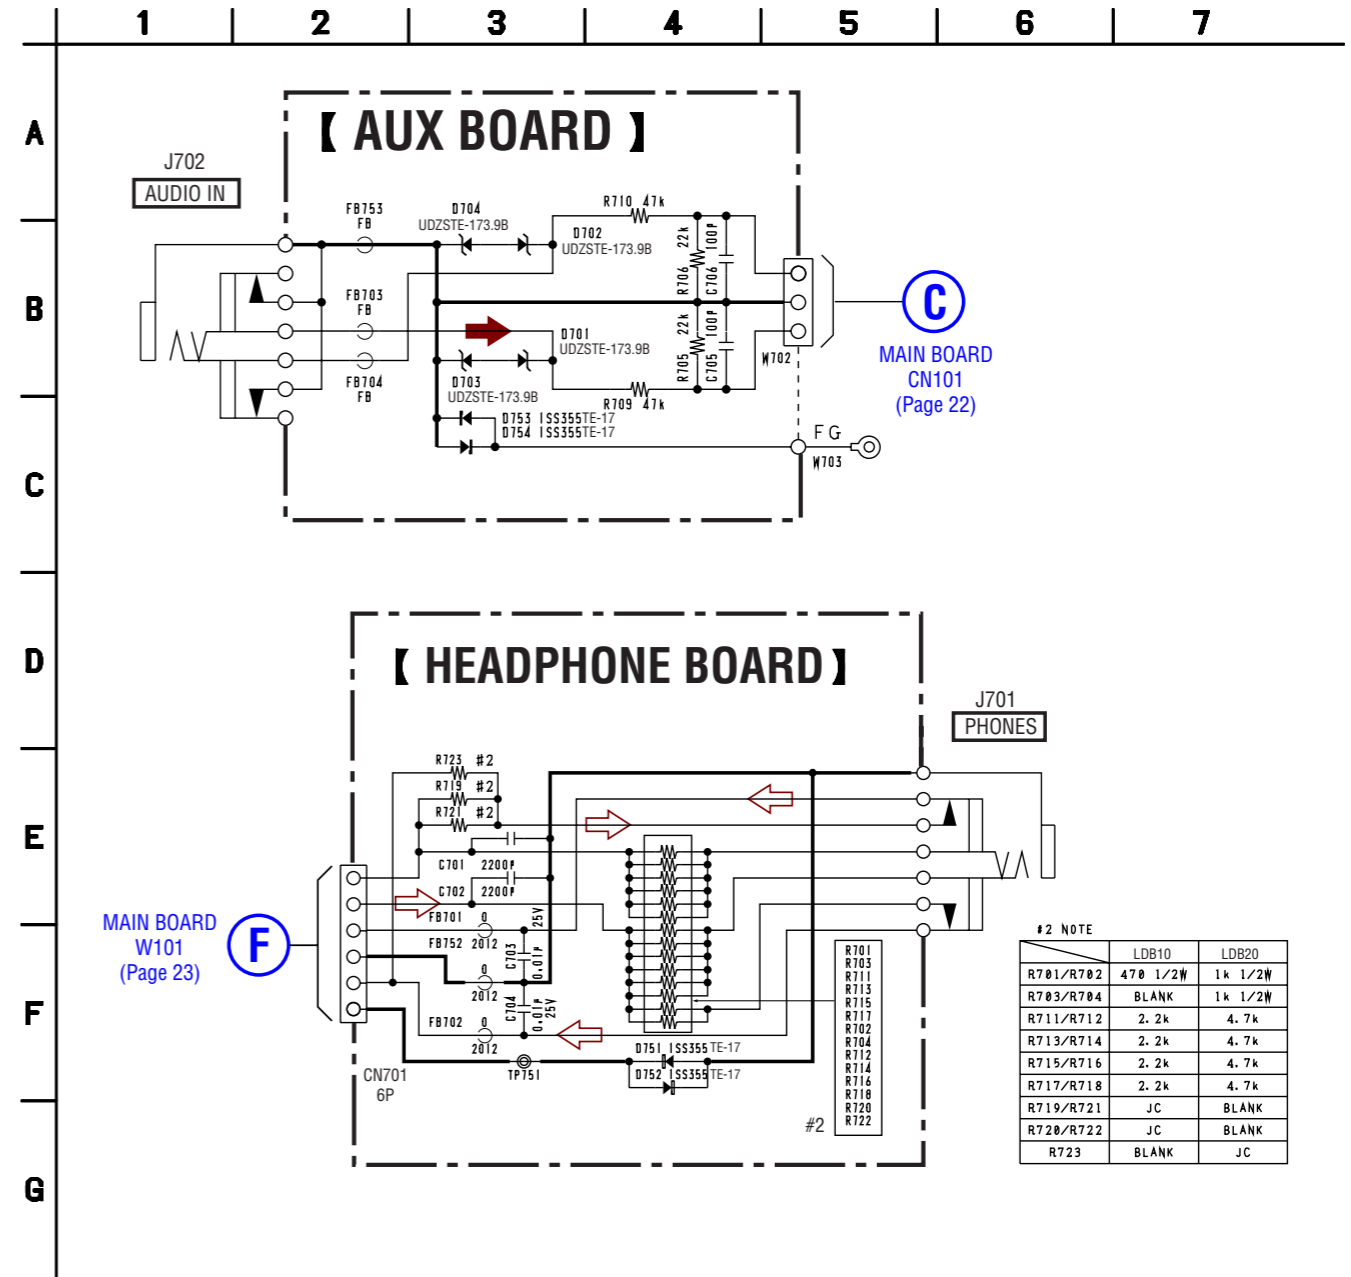 1 2 3 4 5 6 7
A
B
C
D
E
F
G
【 AUX BOARD 】
J702
AUDIO IN
FB753
FB
D704
UDZSTE-173.9B
D702
UDZSTE-173.9B
R710 47k
22k
R706
100P
C706
FB703
FB
D701
UDZSTE-173.9B
22k
R705
100P
C705
W702
C
MAIN BOARD
CN101
(Page 22)
FB704
FB
D703
UDZSTE-173.9B
R709 47k
D753 1SS355TE-17
D754 1SS355TE-17
FG
W703
【 HEADPHONE BOARD 】
J701
PHONES
R723 #2
R719 #2
R721 #2
C701 2200P
C702 2200P
FB701 0
2012
FB752 0
2012
C703
0.01P
25V
C704
0.01P
25V
FB702 0
2012
TP751
D751 1SS355TE-17
D752 1SS355TE-17
MAIN BOARD
W101
(Page 23)
F
CN701
6P
R701
R703
R711
R713
R715
R717
R702
R704
R712
R714
R716
R718
R720
R722
#2
#2 NOTE
LDB10 LDB20
R701/R702 470 1/2W 1k 1/2W
R703/R704 BLANK 1k 1/2W
R711/R712 2.2k 4.7k
R713/R714 2.2k 4.7k
R715/R716 2.2k 4.7k
R717/R718 2.2k 4.7k
R719/R721 JC BLANK
R720/R722 JC BLANK
R723 BLANK JC